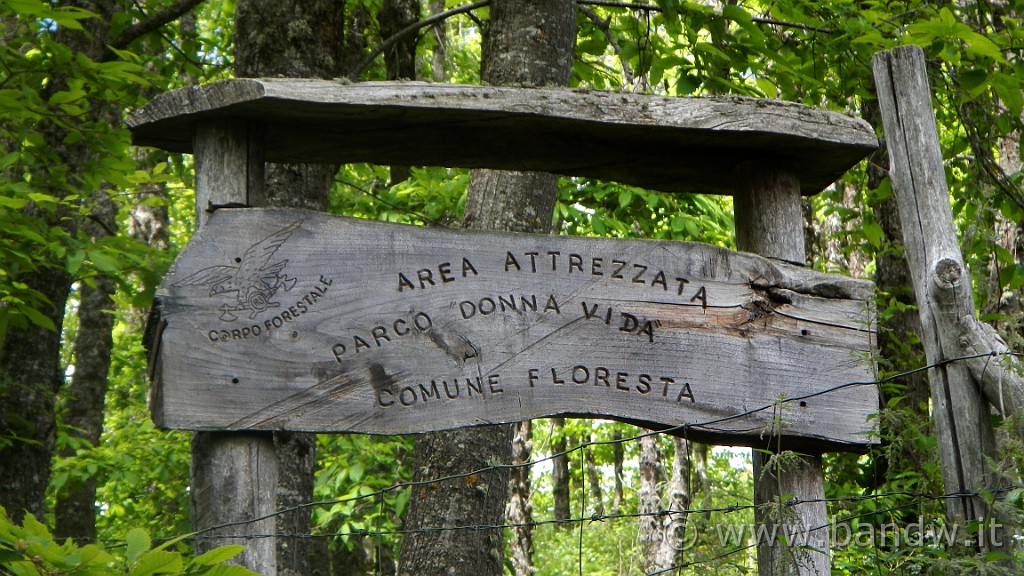 AREA ATTREZZATA
PARCO "DONNA VIDA"
CORPO FORESTALE
COMUNE FLORESTA
© www.bandw.it